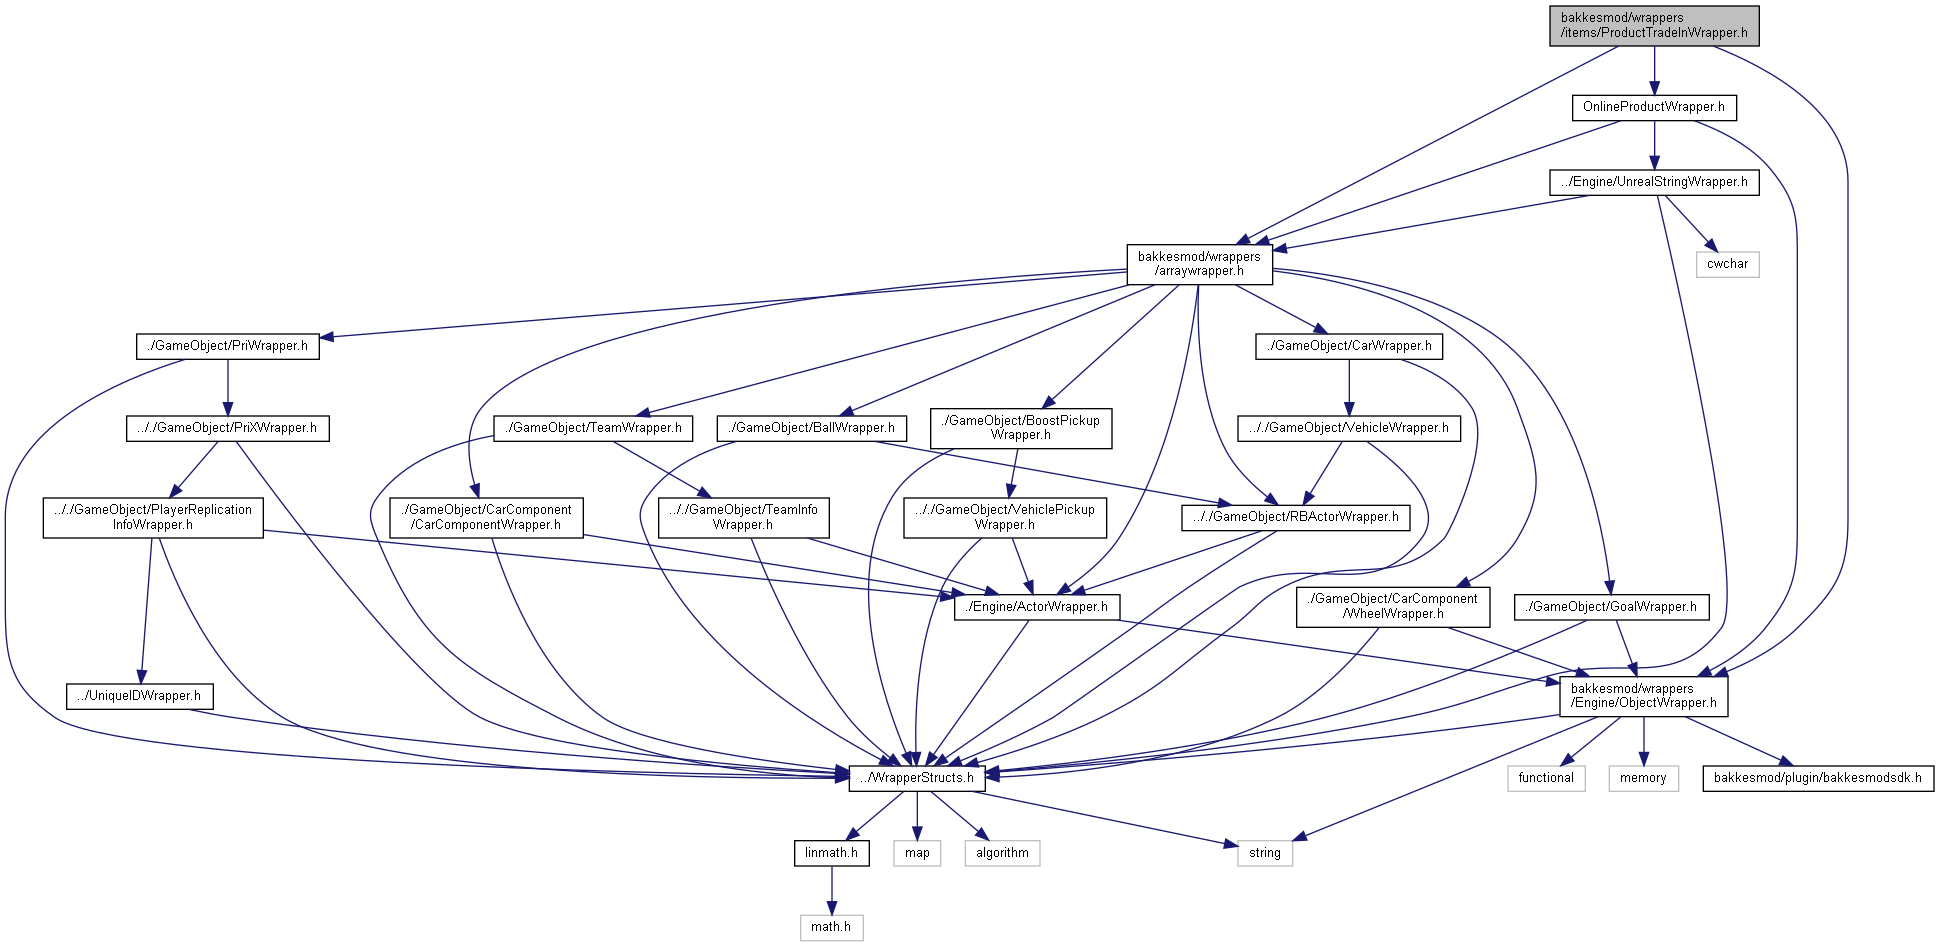 bakkesmod/wrappers
/items/ProductTradeInWrapper.h
OnlineProductWrapper.h
../Engine/UnrealStringWrapper.h
bakkesmod/wrappers
/arraywrapper.h
cwchar
./GameObject/PriWrapper.h
./GameObject/CarWrapper.h
.././GameObject/PriXWrapper.h
./GameObject/TeamWrapper.h
./GameObject/BallWrapper.h
./GameObject/BoostPickup
Wrapper.h
.././GameObject/VehicleWrapper.h
.././GameObject/PlayerReplication
InfoWrapper.h
./GameObject/CarComponent
/CarComponentWrapper.h
.././GameObject/TeamInfo
Wrapper.h
.././GameObject/VehiclePickup
Wrapper.h
.././GameObject/RBActorWrapper.h
./Engine/ActorWrapper.h
./GameObject/CarComponent
/WheelWrapper.h
./GameObject/GoalWrapper.h
../UniqueIDWrapper.h
bakkesmod/wrappers
/Engine/ObjectWrapper.h
../WrapperStructs.h
functional
memory
bakkesmod/plugin/bakkesmodsdk.h
linmath.h
map
algorithm
string
math.h